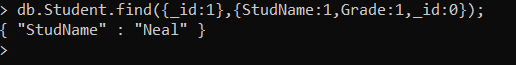 > db.Student.find({_id:1},{StudName:1,Grade:1,_id:0});
{ "StudName" : "Neal" }
>